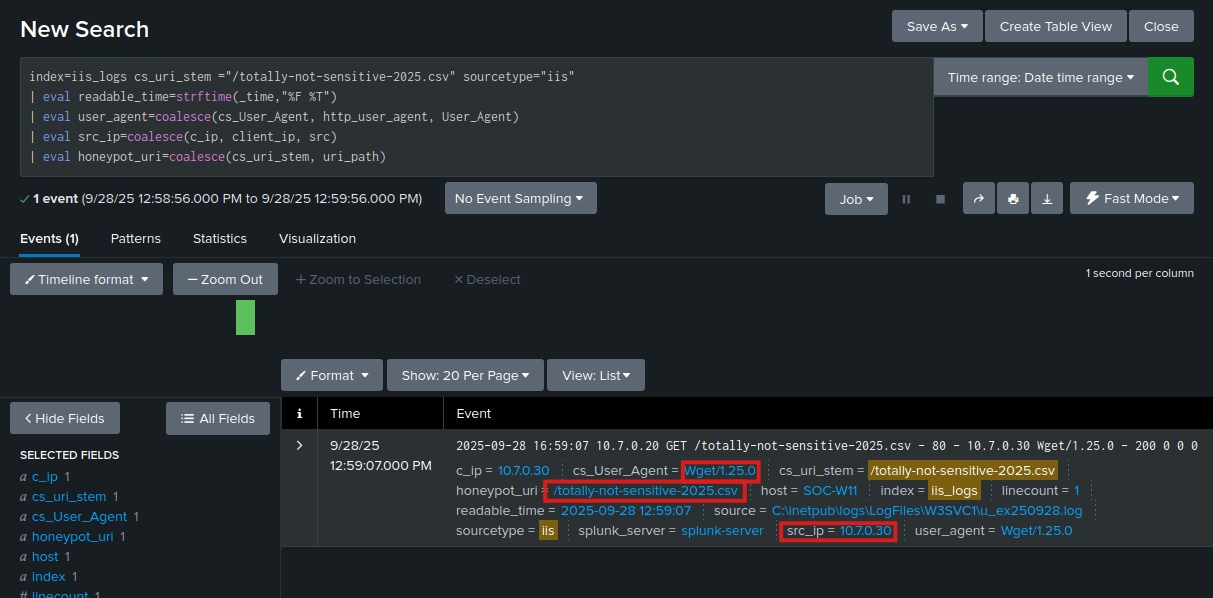 New Search
Save As
Create Table View
Close
index=iis_logs cs_uri_stem ="/totally-not-sensitive-2025.csv" sourcetype="iis"
| eval readable_time=strftime(_time,"%F %T")
| eval user_agent=coalesce(cs_User_Agent, http_user_agent, User_Agent)
| eval src_ip=coalesce(c_ip, client_ip, src)
| eval honeypot_uri=coalesce(cs_uri_stem, uri_path)
Time range: Date time range
1 event (9/28/25 12:58:56.000 PM to 9/28/25 12:59:56.000 PM)
No Event Sampling
Job
Fast Mode
Events (1)
Patterns
Statistics
Visualization
Timeline format
— Zoom Out
+ Zoom to Selection
× Deselect
1 second per column
Format
Show: 20 Per Page
View: List
< Hide Fields
All Fields
i
Time
Event
SELECTED FIELDS
a c_ip 1
a cs_uri_stem 1
a cs_User_Agent 1
a honeypot_uri 1
a host 1
a index 1
# linecount 1
>
9/28/25
12:59:07.000 PM
2025-09-28 16:59:07 10.7.0.20 GET /totally-not-sensitive-2025.csv - 80 - 10.7.0.30 Wget/1.25.0 - 200 0 0 0
c_ip = 10.7.0.30 cs_User_Agent = Wget/1.25.0 cs_uri_stem = /totally-not-sensitive-2025.csv
honeypot_uri = /totally-not-sensitive-2025.csv host = SOC-W11 index = iis_logs linecount = 1
readable_time = 2025-09-28 12:59:07 source = C:\inetpub\logs\LogFiles\W3SVC1\u_ex250928.log
sourcetype = iis splunk_server = splunk-server src_ip = 10.7.0.30 user_agent = Wget/1.25.0